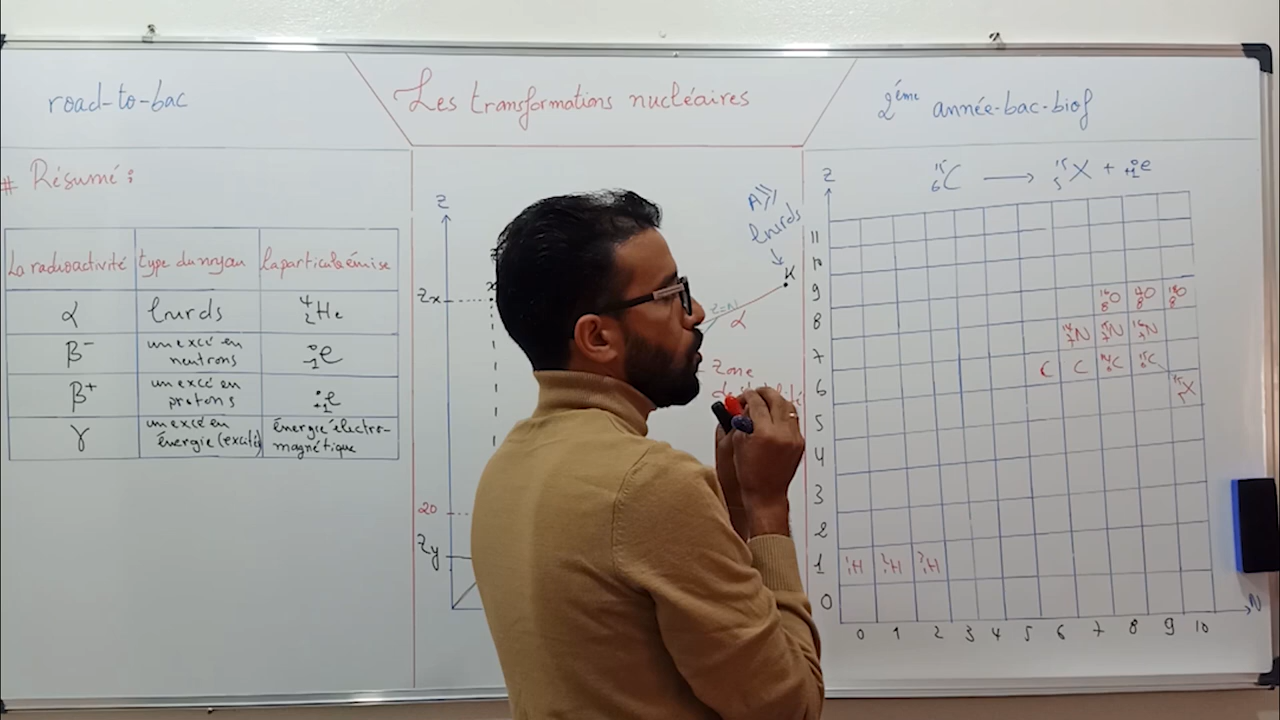 road-to-bac
Les transformations nucléaires
2ème année-bac-biof
# Résumé :
La radioactivité type du noyau la particule émise
α lourds ⁴₂He
β⁻ un excé en neutrons ⁰₋₁e
β⁺ un excé en protons ⁰₊₁e
γ un excé en énergie (excité) énergie électro-magnétique
Z
Zx
20
Zy
A >>
lourds
K
Z=N
α
Zone
¹⁵₆C → ¹⁵₅X + ⁰₊₁e
Z
11
10
9
¹⁶₈O ¹⁸₈O
8
¹⁴₇N ¹⁵₇N ¹⁶₇N
7
C C ¹⁴₆C ¹⁵₆C
6
¹⁵₅X
5
4
3
2
1 ¹₁H ²₁H ³₁H
0
N
0 1 2 3 4 5 6 7 8 9 10